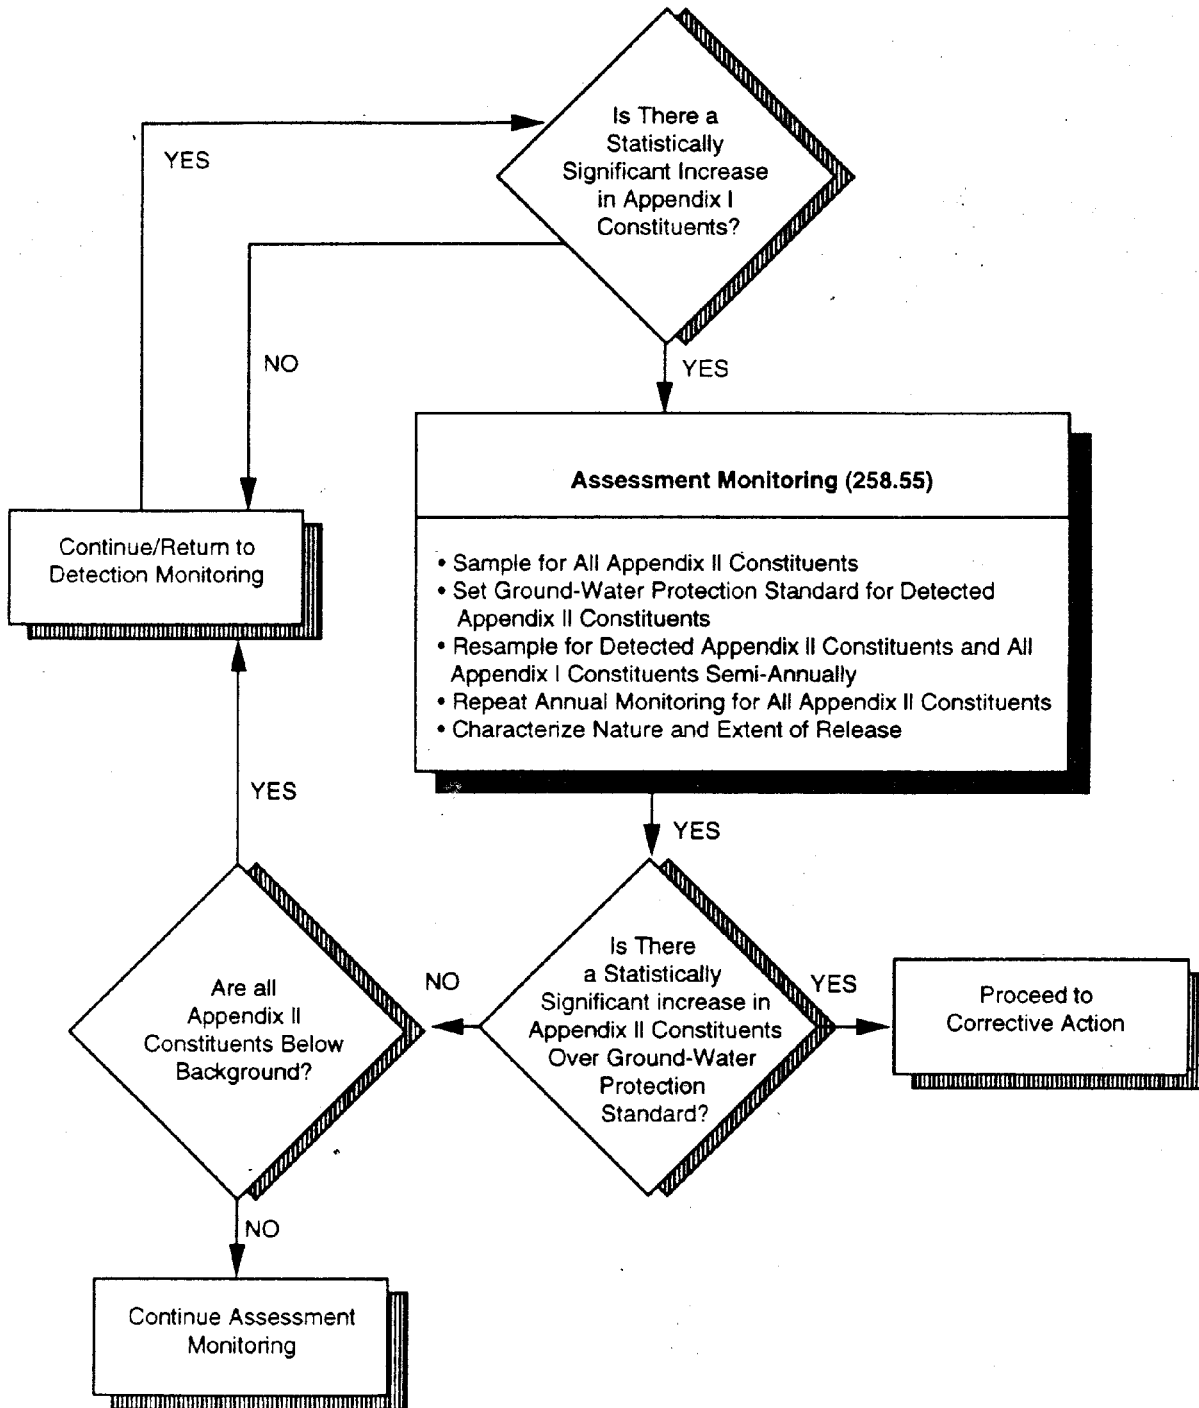 Is There a
Statistically
Significant Increase
in Appendix I
Constituents?
YES
NO
YES
Assessment Monitoring (258.55)
Continue/Return to
Detection Monitoring
• Sample for All Appendix II Constituents
• Set Ground-Water Protection Standard for Detected
Appendix II Constituents
• Resample for Detected Appendix II Constituents and All
Appendix I Constituents Semi-Annually
• Repeat Annual Monitoring for All Appendix II Constituents
• Characterize Nature and Extent of Release
YES
YES
Is There
a Statistically
Significant increase in
Appendix II Constituents
Over Ground-Water
Protection
Standard?
NO
YES
Are all
Appendix II
Constituents Below
Background?
Proceed to
Corrective Action
NO
Continue Assessment
Monitoring